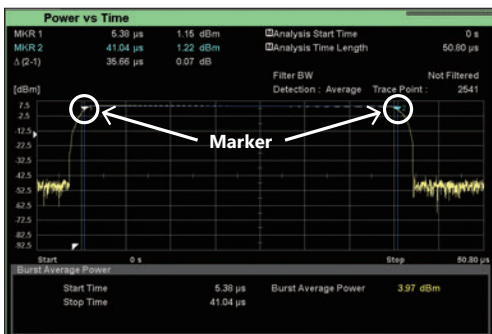 Power vs Time
MKR 1 5.38 µs 1.15 dBm Analysis Start Time 0 s
MKR 2 41.04 µs 1.22 dBm Analysis Time Length 50.80 µs
Δ (2-1) 35.66 µs 0.07 dB
Filter BW Not Filtered
[dBm] Detection : Average Trace Point : 2541
7.5
-2.5
-12.5
-22.5
Marker
-32.5
-42.5
-52.5
-62.5
-72.5
-82.5
-92.5
Start 0 s Stop 50.80 µs
Burst Average Power
Start Time 5.38 µs Burst Average Power 3.97 dBm
Stop Time 41.04 µs